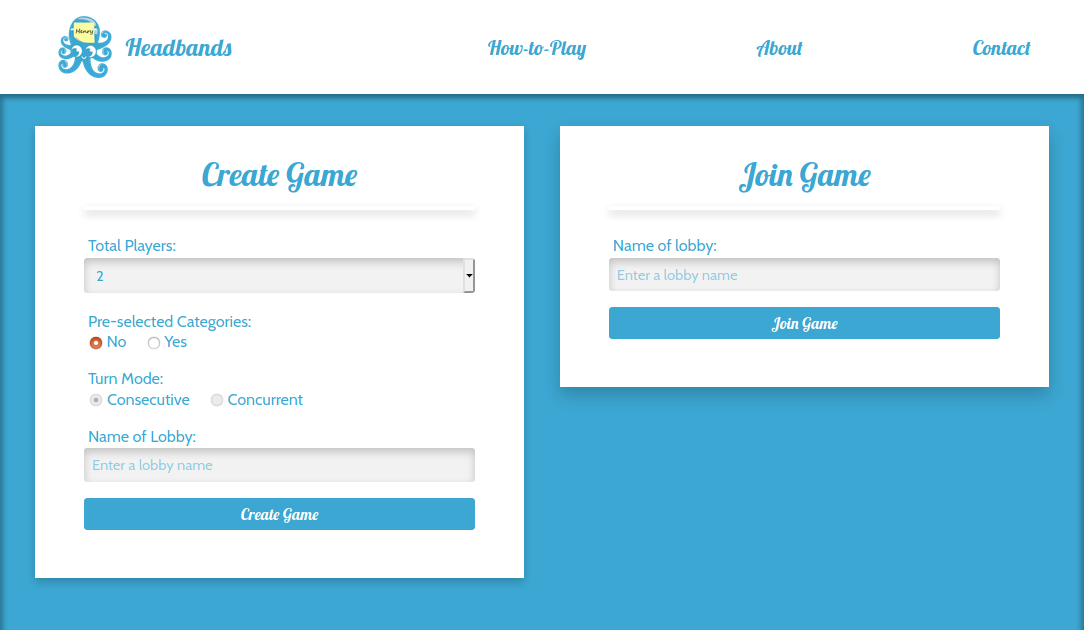 Henry
Headbands
How-to-Play
About
Contact
Create Game
Total Players:
2
Pre-selected Categories:
No Yes
Turn Mode:
Consecutive Concurrent
Name of Lobby:
Enter a lobby name
Create Game
Join Game
Name of lobby:
Enter a lobby name
Join Game